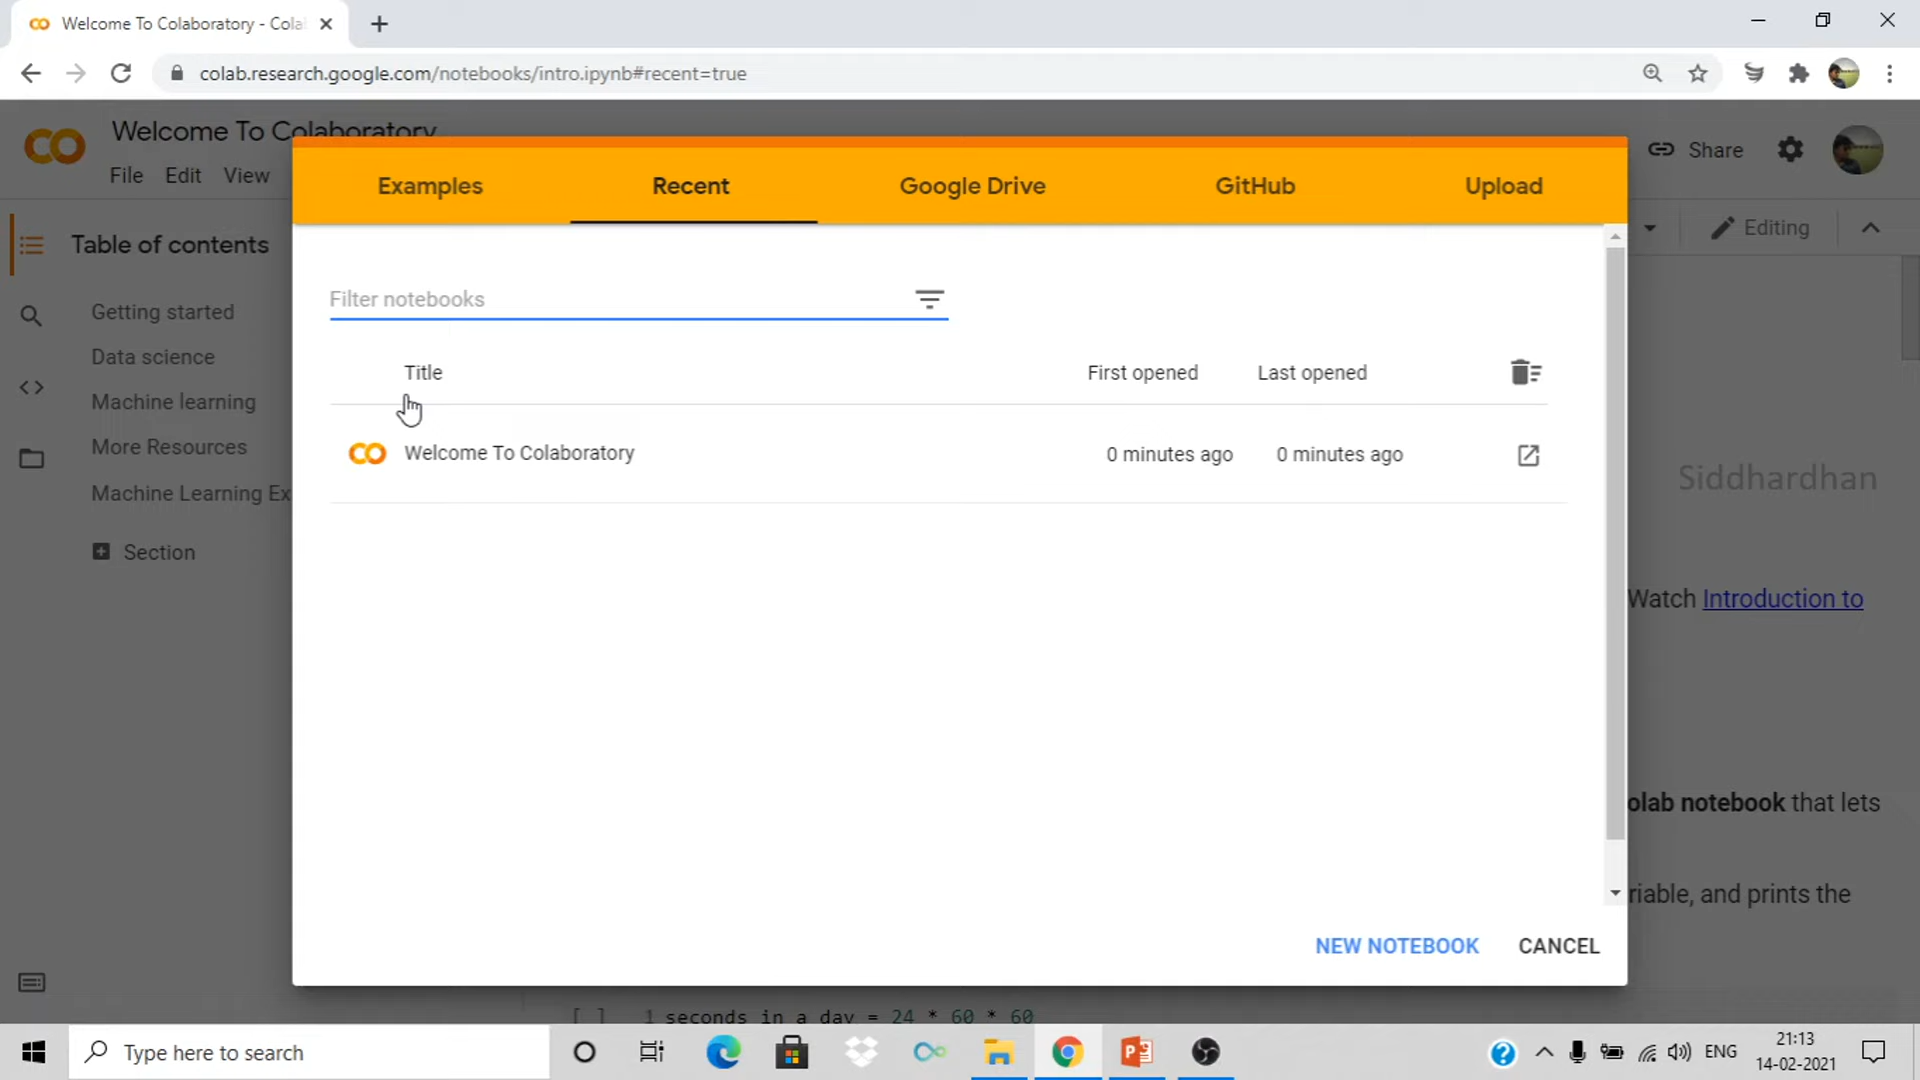 Welcome To Colaboratory - Cola
colab.research.google.com/notebooks/intro.ipynb#recent=true
Welcome To Colaboratory
File Edit View
Share
Examples Recent Google Drive GitHub Upload
Editing
Table of contents
Getting started
Data science
Machine learning
More Resources
Machine Learning Ex
Section
Filter notebooks
Title First opened Last opened
Welcome To Colaboratory 0 minutes ago 0 minutes ago
Siddhardhan
Watch Introduction to
olab notebook that lets
riable, and prints the
NEW NOTEBOOK CANCEL
[ ] 1 seconds in a day = 24 * 60 * 60
Type here to search
ENG
21:13
14-02-2021